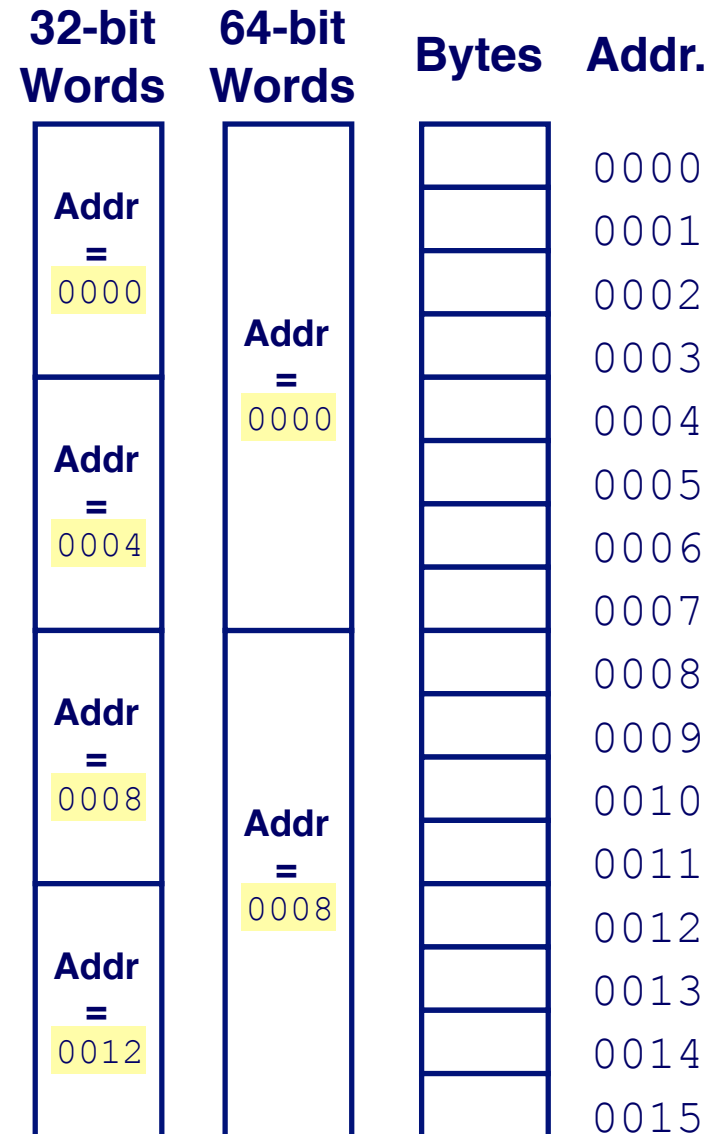 32-bit Words
64-bit Words
Bytes
Addr.
Addr
=
0000
Addr
=
0004
Addr
=
0008
Addr
=
0012
Addr
=
0000
Addr
=
0008
0000
0001
0002
0003
0004
0005
0006
0007
0008
0009
0010
0011
0012
0013
0014
0015